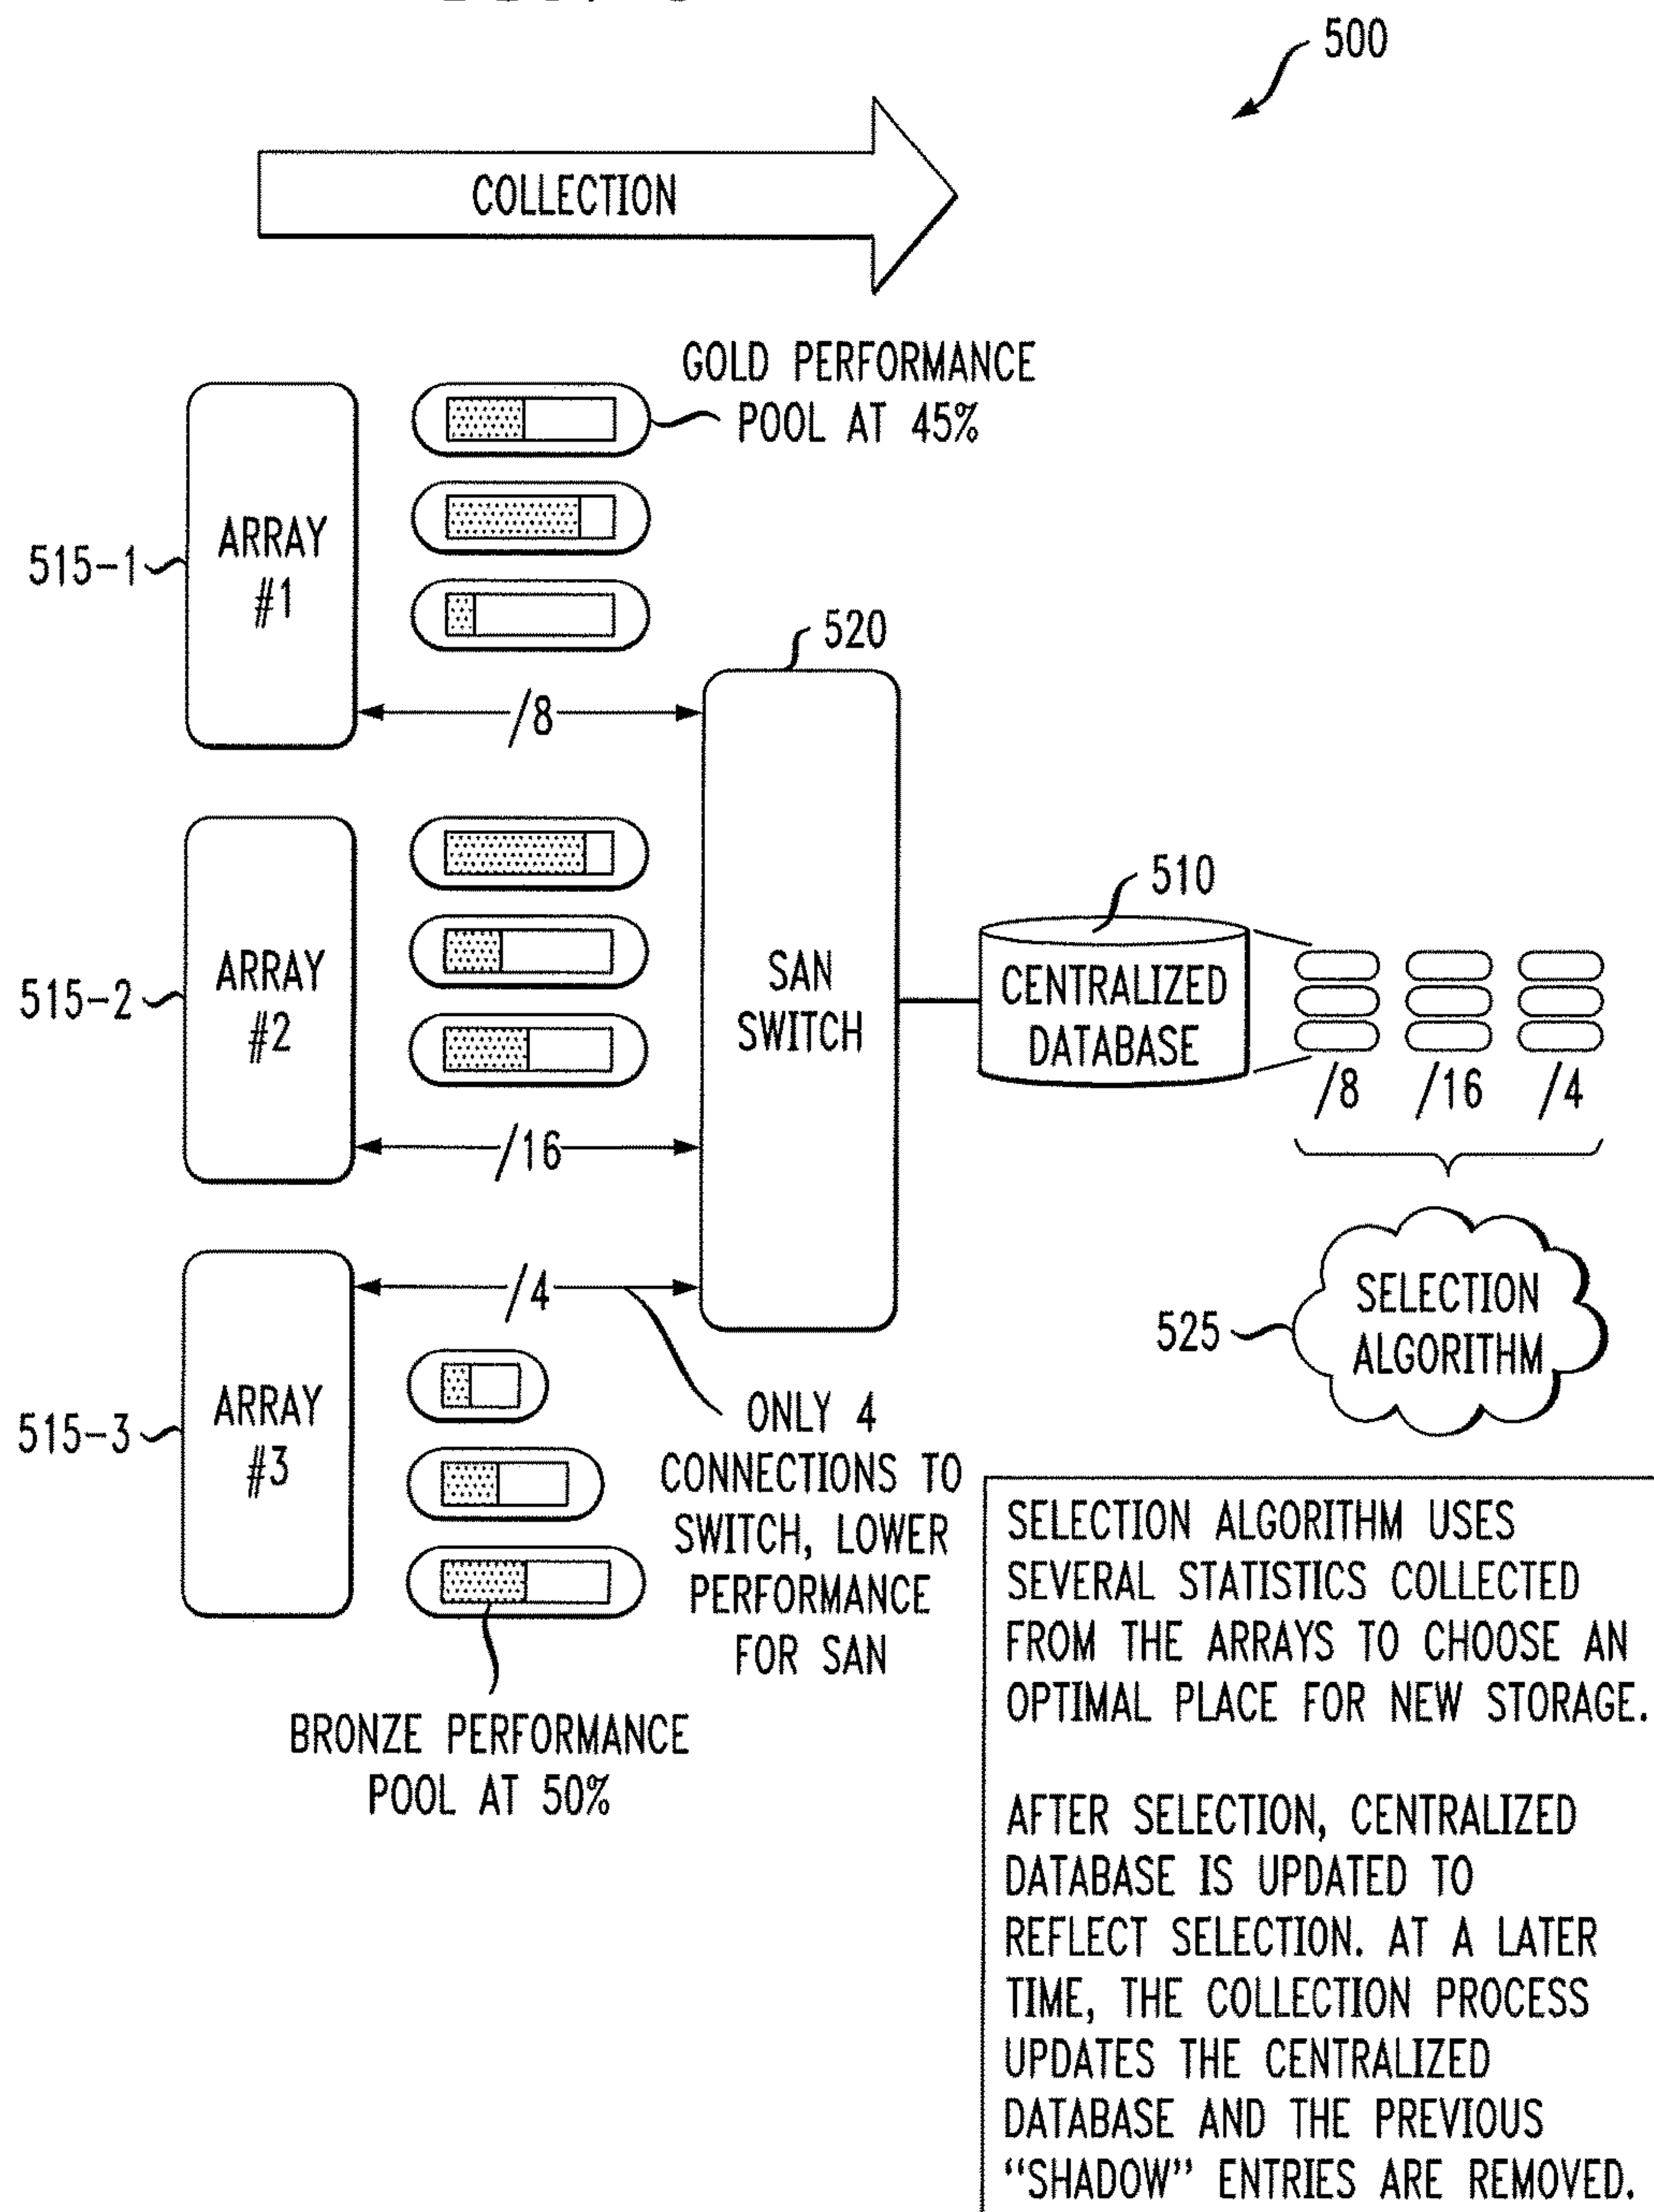 500
COLLECTION
GOLD PERFORMANCE
POOL AT 45%
515-1
ARRAY
#1
520
/8
515-2
ARRAY
#2
/16
SAN
SWITCH
510
CENTRALIZED
DATABASE
/8 /16 /4
525
SELECTION
ALGORITHM
515-3
ARRAY
#3
/4
ONLY 4
CONNECTIONS TO
SWITCH, LOWER
PERFORMANCE
FOR SAN
BRONZE PERFORMANCE
POOL AT 50%
SELECTION ALGORITHM USES
SEVERAL STATISTICS COLLECTED
FROM THE ARRAYS TO CHOOSE AN
OPTIMAL PLACE FOR NEW STORAGE.
AFTER SELECTION, CENTRALIZED
DATABASE IS UPDATED TO
REFLECT SELECTION. AT A LATER
TIME, THE COLLECTION PROCESS
UPDATES THE CENTRALIZED
DATABASE AND THE PREVIOUS
“SHADOW” ENTRIES ARE REMOVED.